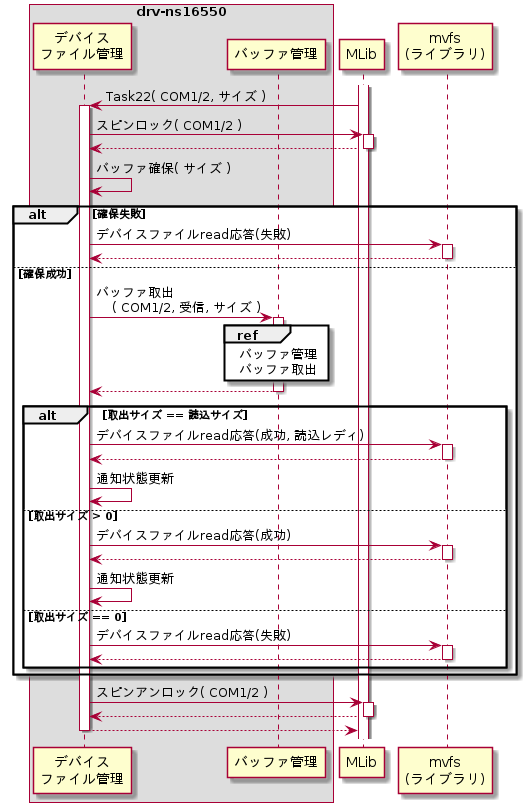 drv-ns16550
デバイス
ファイル管理
バッファ管理
MLib
mvfs
(ライブラリ)
Task22( COM1/2, サイズ )
スピンロック( COM1/2 )
バッファ確保( サイズ )
alt
[確保失敗]
デバイスファイルread応答(失敗)
[確保成功]
バッファ取出
( COM1/2, 受信, サイズ )
ref
バッファ管理
バッファ取出
alt
[取出サイズ == 読込サイズ]
デバイスファイルread応答(成功, 読込レディ)
通知状態更新
[取出サイズ > 0]
デバイスファイルread応答(成功)
通知状態更新
[取出サイズ == 0]
デバイスファイルread応答(失敗)
スピンアンロック( COM1/2 )
デバイス
ファイル管理
バッファ管理
MLib
mvfs
(ライブラリ)